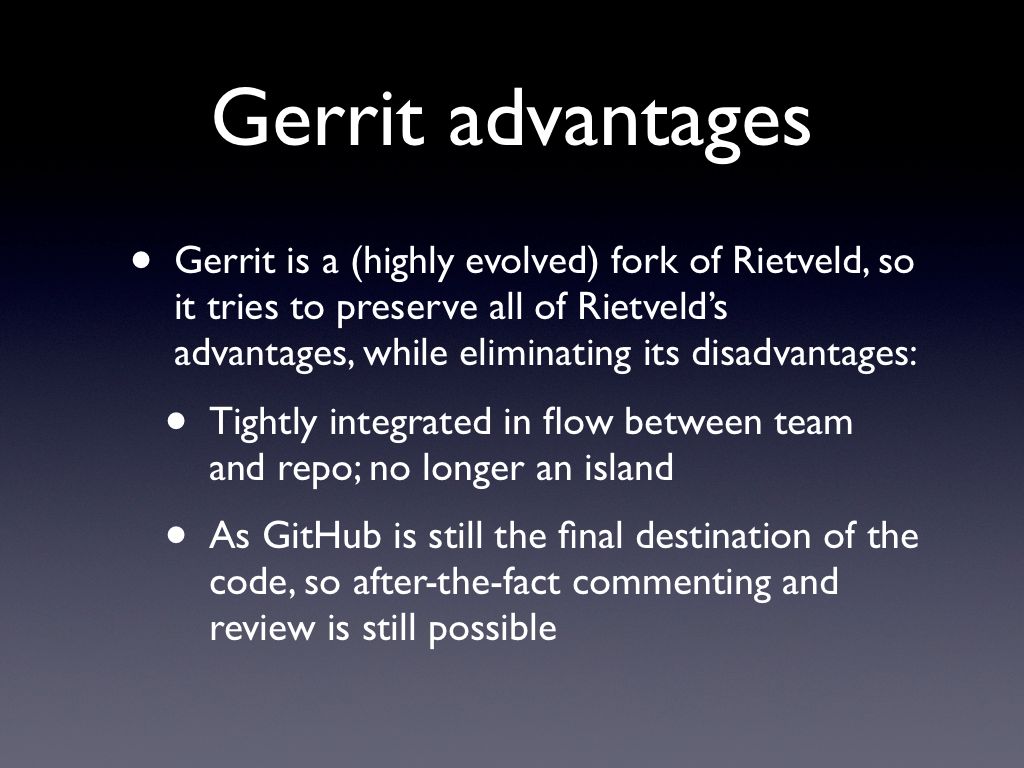 Gerrit advantages
• Gerrit is a (highly evolved) fork of Rietveld, so
it tries to preserve all of Rietveld’s
advantages, while eliminating its disadvantages:
• Tightly integrated in flow between team
and repo; no longer an island
• As GitHub is still the final destination of the
code, so after-the-fact commenting and
review is still possible